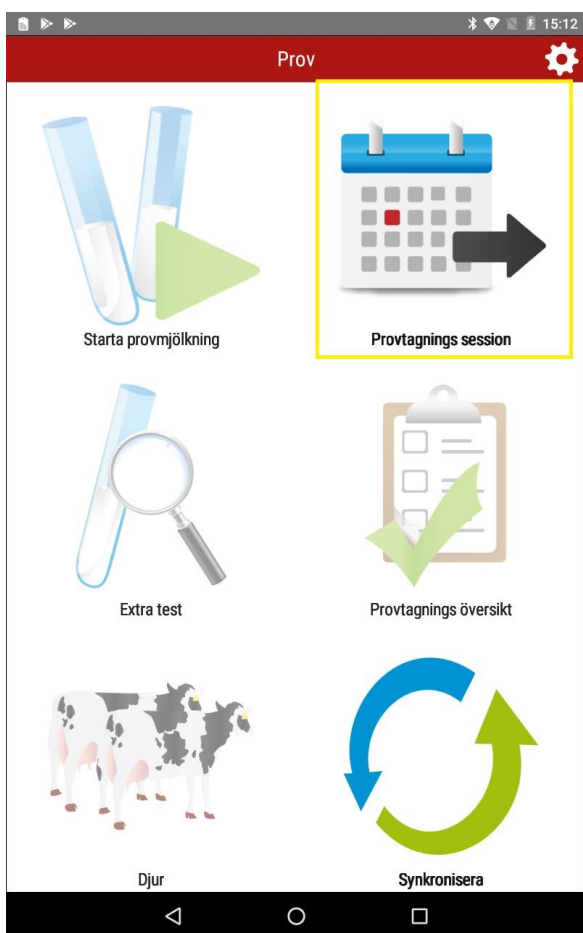 15:12
Prov
Starta provmjölkning
Provtagnings session
Extra test
Provtagnings översikt
Djur
Synkronisera